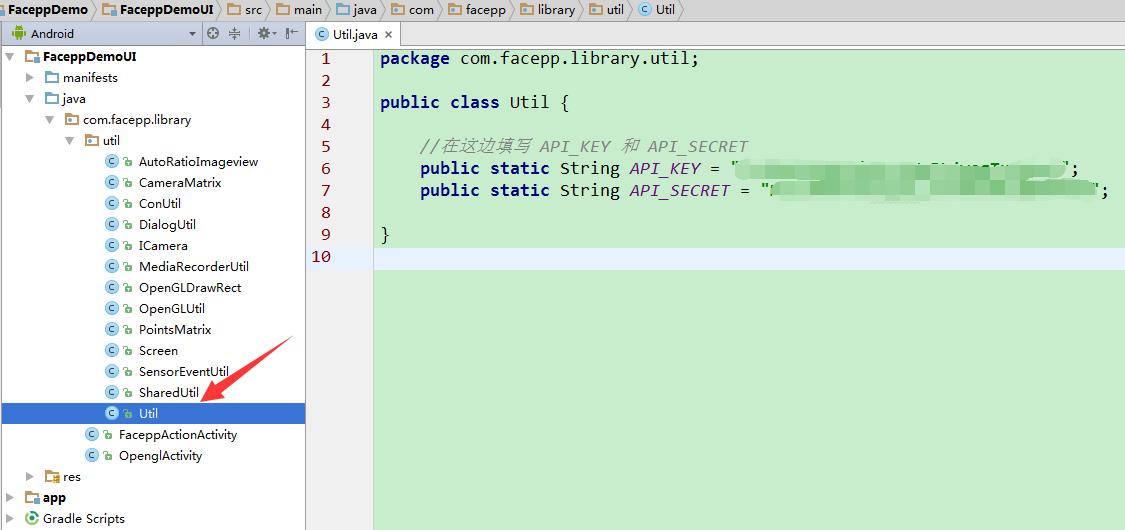 FaceppDemo FaceppDemoUI src main java com facepp library util Util
Android
Util.java
FaceppDemoUI
manifests
java
com.facepp.library
util
AutoRatioImageview
CameraMatrix
ConUtil
DialogUtil
ICamera
MediaRecorderUtil
OpenGLDrawRect
OpenGLUtil
PointsMatrix
Screen
SensorEventUtil
SharedUtil
Util
FaceppActionActivity
OpenglActivity
res
app
Gradle Scripts
1 package com.facepp.library.util;
2
3 public class Util {
4
5 //在这边填写 API_KEY 和 API_SECRET
6 public static String API_KEY = "";
7 public static String API_SECRET = "";
8
9 }
10